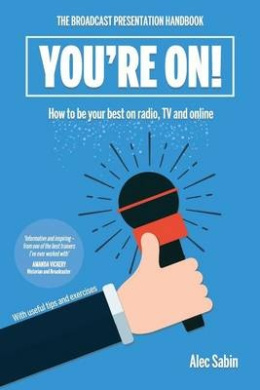 THE BROADCAST PRESENTATION HANDBOOK
YOU'RE ON!
How to be your best on radio, TV and online
'Informative and inspiring –
from one of the best trainers
I've ever worked with'
AMANDA VICKERY
Historian and Broadcaster
With useful tips and exercises
Alec Sabin